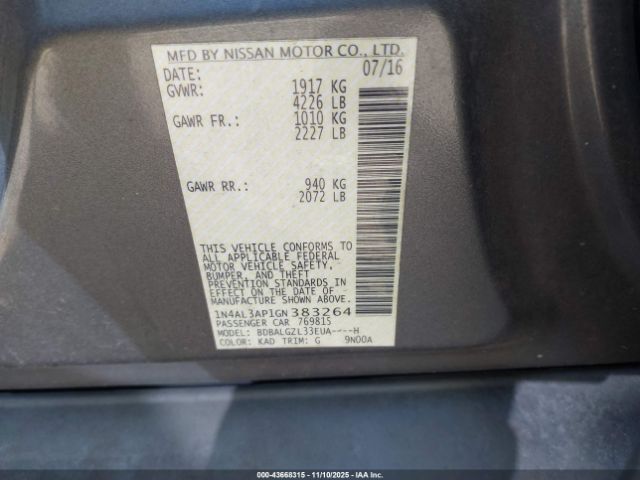 MFD BY NISSAN MOTOR CO., LTD.
DATE: 07/16
GVWR: 1917 KG
4226 LB
GAWR FR.: 1010 KG
2227 LB
GAWR RR.: 940 KG
2072 LB
THIS VEHICLE CONFORMS TO
ALL APPLICABLE FEDERAL
MOTOR VEHICLE SAFETY,
BUMPER, AND THEFT
PREVENTION STANDARDS IN
EFFECT ON THE DATE OF
MANUFACTURE SHOWN ABOVE.
1N4AL3AP1GN383264
PASSENGER CAR 769815
MODEL: BDBALGZL33EUA----H
COLOR: KAD TRIM: G 9N00A
000-43668315 - 11/10/2025 - IAA Inc.